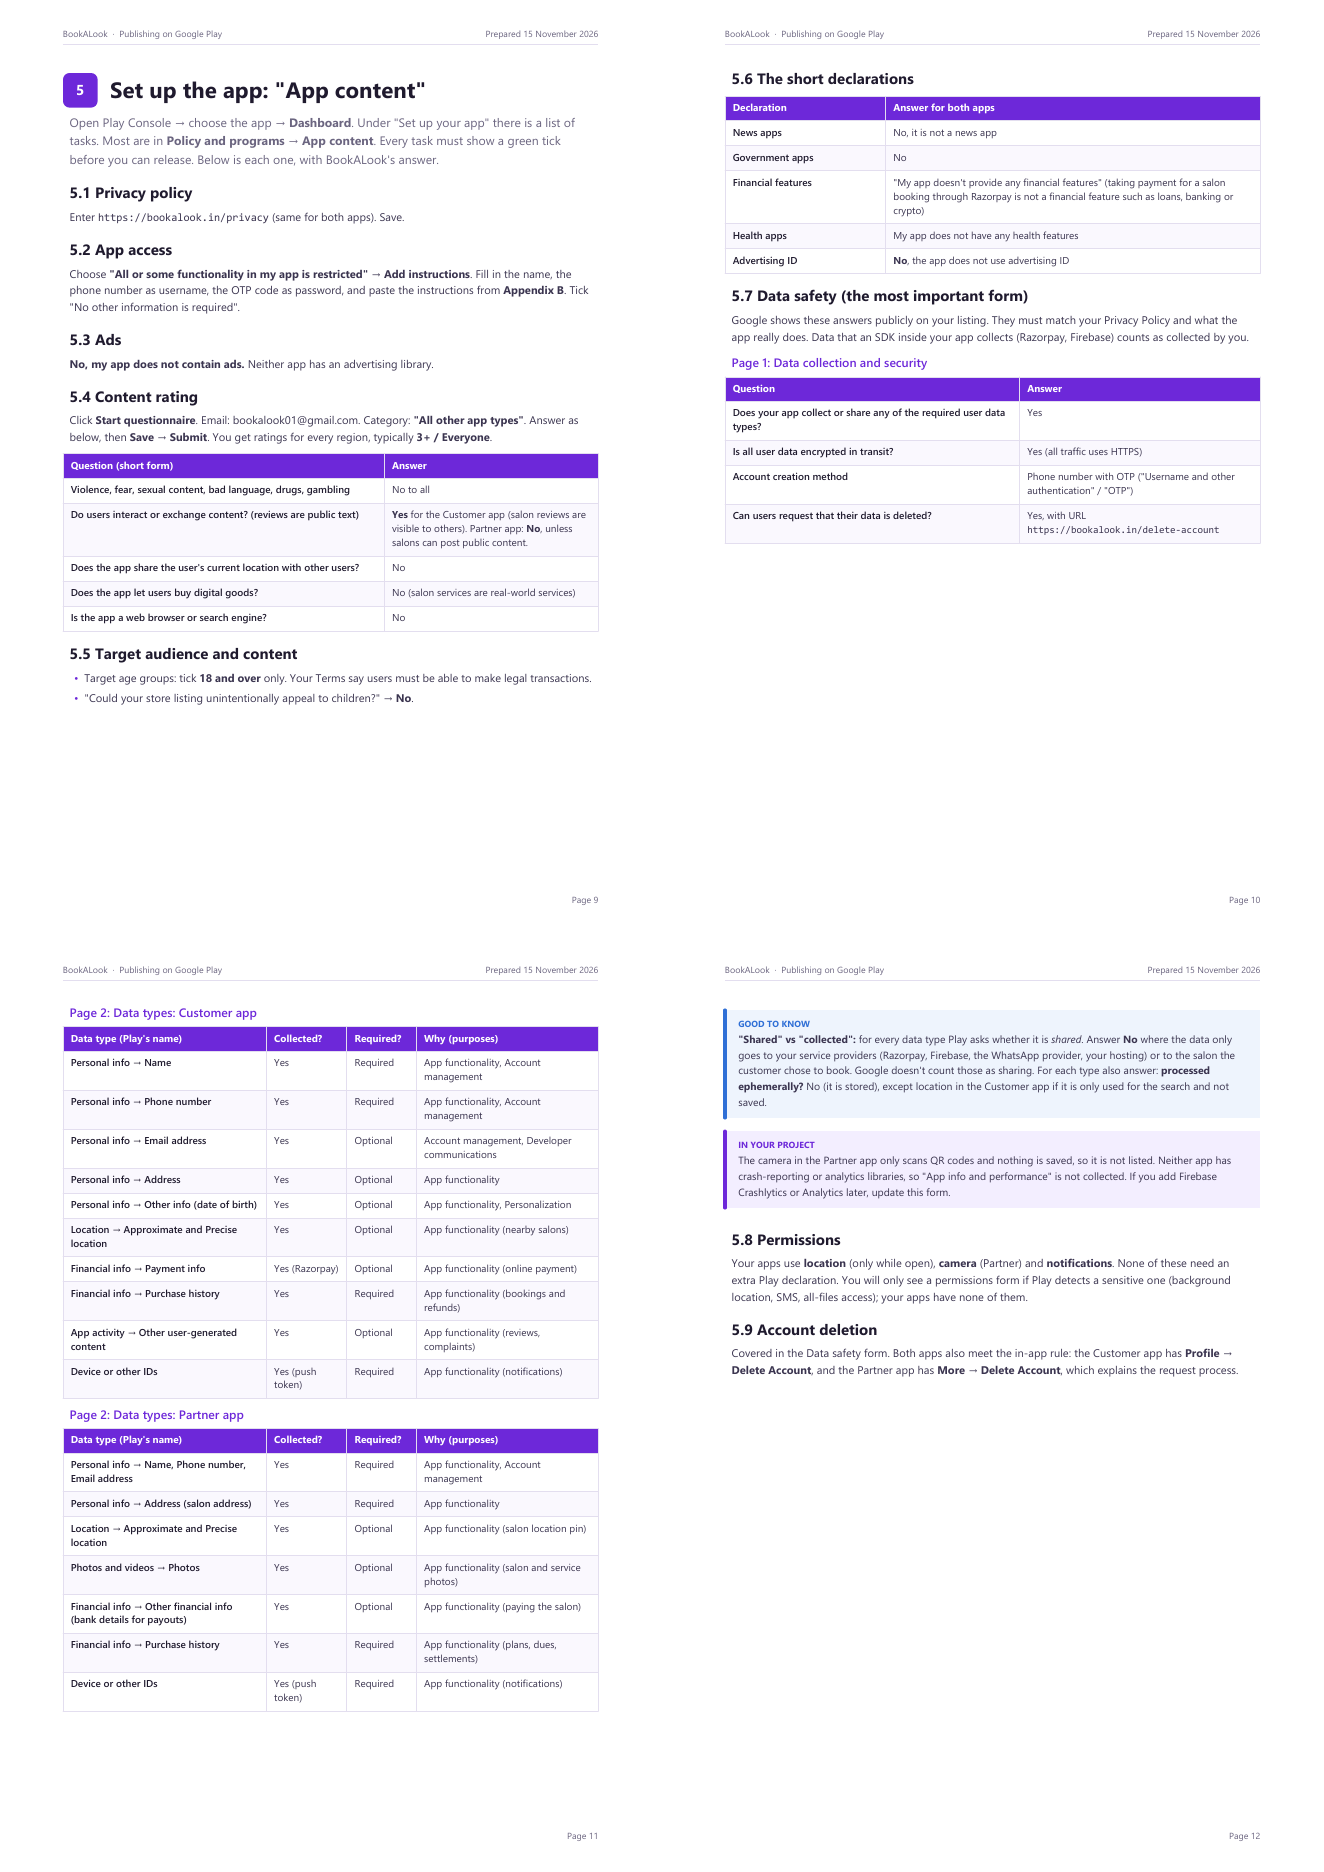 BookALook · Publishing on Google Play
Prepared 15 November 2026
5
Set up the app: "App content"
Open Play Console → choose the app → Dashboard. Under "Set up your app" there is a list of
tasks. Most are in Policy and programs → App content. Every task must show a green tick
before you can release. Below is each one, with BookALook's answer.
5.1 Privacy policy
Enter https://bookalook.in/privacy (same for both apps). Save.
5.2 App access
Choose "All or some functionality in my app is restricted" → Add instructions. Fill in the name, the
phone number as username, the OTP code as password, and paste the instructions from Appendix B. Tick
"No other information is required".
5.3 Ads
No, my app does not contain ads. Neither app has an advertising library.
5.4 Content rating
Click Start questionnaire. Email: bookalook01@gmail.com. Category: "All other app types". Answer as
below, then Save → Submit. You get ratings for every region, typically 3+ / Everyone.
Question (short form)
Answer
Violence, fear, sexual content, bad language, drugs, gambling
No to all
Do users interact or exchange content? (reviews are public text)
Yes for the Customer app (salon reviews are
visible to others). Partner app: No, unless
salons can post public content.
Does the app share the user's current location with other users?
No
Does the app let users buy digital goods?
No (salon services are real-world services)
Is the app a web browser or search engine?
No
5.5 Target audience and content
• Target age groups: tick 18 and over only. Your Terms say users must be able to make legal transactions.
• "Could your store listing unintentionally appeal to children?" → No.
Page 9
BookALook · Publishing on Google Play
Prepared 15 November 2026
5.6 The short declarations
Declaration
Answer for both apps
News apps
No, it is not a news app
Government apps
No
Financial features
"My app doesn't provide any financial features" (taking payment for a salon
booking through Razorpay is not a financial feature such as loans, banking or
crypto)
Health apps
My app does not have any health features
Advertising ID
No, the app does not use advertising ID
5.7 Data safety (the most important form)
Google shows these answers publicly on your listing. They must match your Privacy Policy and what the
app really does. Data that an SDK inside your app collects (Razorpay, Firebase) counts as collected by you.
Page 1: Data collection and security
Question
Answer
Does your app collect or share any of the required user data
types?
Yes
Is all user data encrypted in transit?
Yes (all traffic uses HTTPS)
Account creation method
Phone number with OTP ("Username and other
authentication" / "OTP")
Can users request that their data is deleted?
Yes, with URL
https://bookalook.in/delete-account
Page 10
BookALook · Publishing on Google Play
Prepared 15 November 2026
Page 2: Data types: Customer app
Data type (Play's name)
Collected?
Required?
Why (purposes)
Personal info → Name
Yes
Required
App functionality, Account
management
Personal info → Phone number
Yes
Required
App functionality, Account
management
Personal info → Email address
Yes
Optional
Account management, Developer
communications
Personal info → Address
Yes
Optional
App functionality
Personal info → Other info (date of birth)
Yes
Optional
App functionality, Personalization
Location → Approximate and Precise
location
Yes
Optional
App functionality (nearby salons)
Financial info → Payment info
Yes (Razorpay)
Optional
App functionality (online payment)
Financial info → Purchase history
Yes
Required
App functionality (bookings and
refunds)
App activity → Other user-generated
content
Yes
Optional
App functionality (reviews,
complaints)
Device or other IDs
Yes (push
token)
Required
App functionality (notifications)
Page 2: Data types: Partner app
Data type (Play's name)
Collected?
Required?
Why (purposes)
Personal info → Name, Phone number,
Email address
Yes
Required
App functionality, Account
management
Personal info → Address (salon address)
Yes
Required
App functionality
Location → Approximate and Precise
location
Yes
Optional
App functionality (salon location pin)
Photos and videos → Photos
Yes
Optional
App functionality (salon and service
photos)
Financial info → Other financial info
(bank details for payouts)
Yes
Optional
App functionality (paying the salon)
Financial info → Purchase history
Yes
Required
App functionality (plans, dues,
settlements)
Device or other IDs
Yes (push
token)
Required
App functionality (notifications)
Page 11
BookALook · Publishing on Google Play
Prepared 15 November 2026
GOOD TO KNOW
"Shared" vs "collected": for every data type Play asks whether it is shared. Answer No where the data only
goes to your service providers (Razorpay, Firebase, the WhatsApp provider, your hosting) or to the salon the
customer chose to book. Google doesn't count those as sharing. For each type also answer: processed
ephemerally? No (it is stored), except location in the Customer app if it is only used for the search and not
saved.
IN YOUR PROJECT
The camera in the Partner app only scans QR codes and nothing is saved, so it is not listed. Neither app has
crash-reporting or analytics libraries, so "App info and performance" is not collected. If you add Firebase
Crashlytics or Analytics later, update this form.
5.8 Permissions
Your apps use location (only while open), camera (Partner) and notifications. None of these need an
extra Play declaration. You will only see a permissions form if Play detects a sensitive one (background
location, SMS, all-files access); your apps have none of them.
5.9 Account deletion
Covered in the Data safety form. Both apps also meet the in-app rule: the Customer app has Profile →
Delete Account, and the Partner app has More → Delete Account, which explains the request process.
Page 12